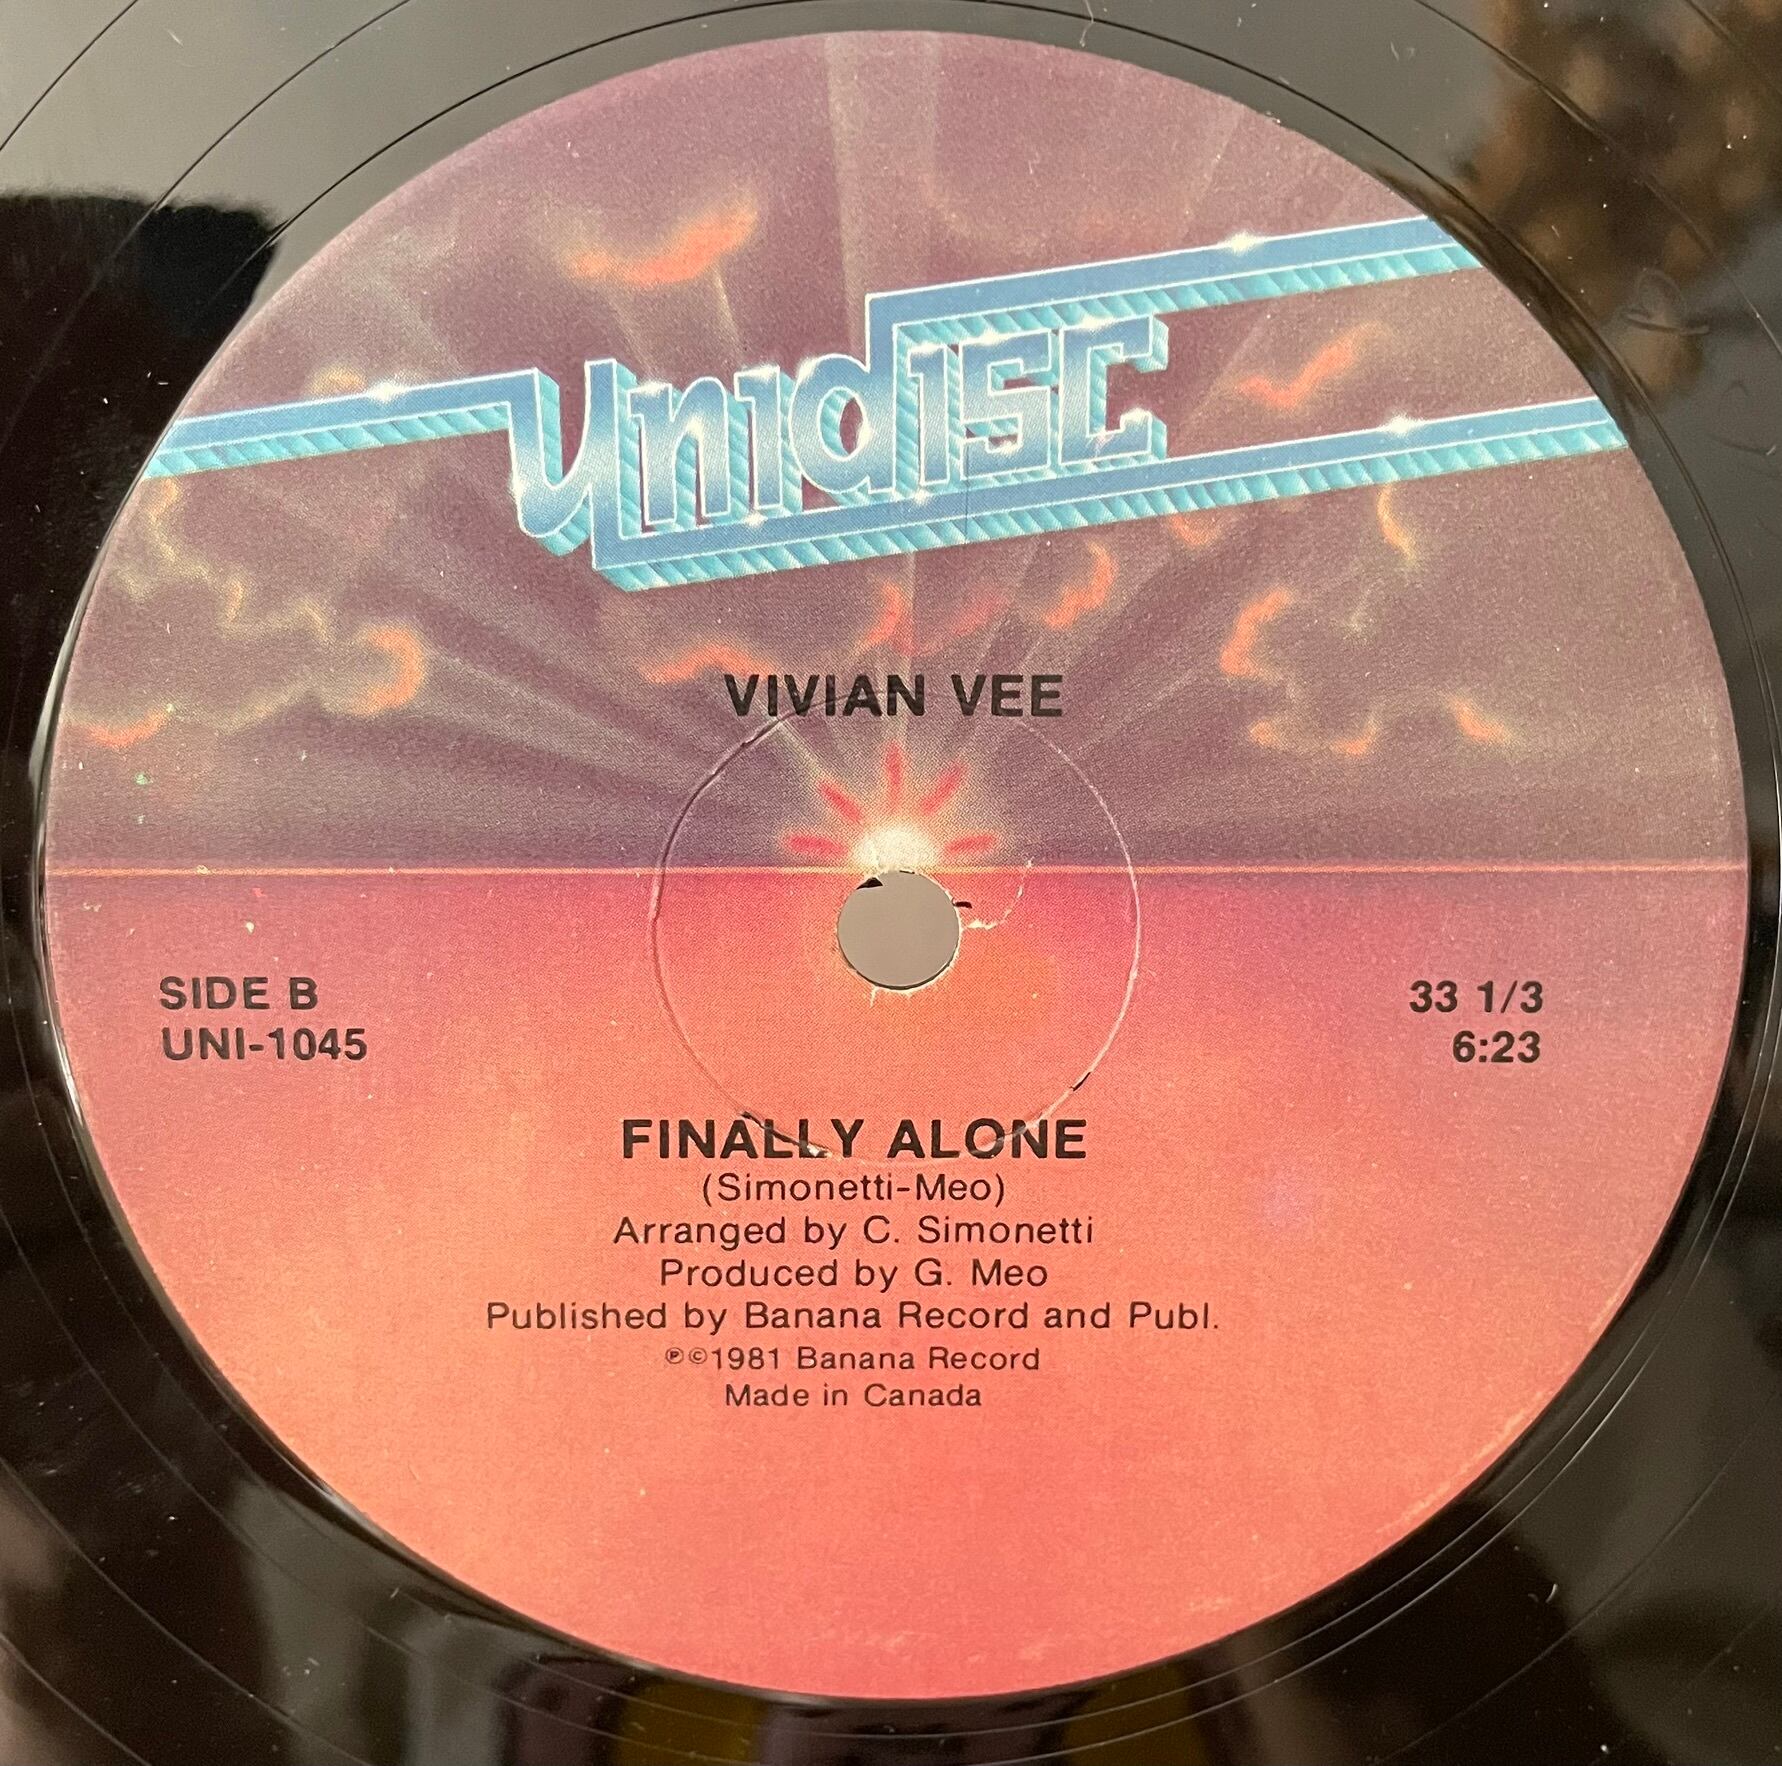 unidisc
VIVIAN VEE
SIDE B
UNI-1045
33 1/3
6:23
FINALLY ALONE
(Simonetti-Meo)
Arranged by C. Simonetti
Produced by G. Meo
Published by Banana Record and Publ.
℗©1981 Banana Record
Made in Canada